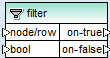 filter
node/row on-true
bool on-false